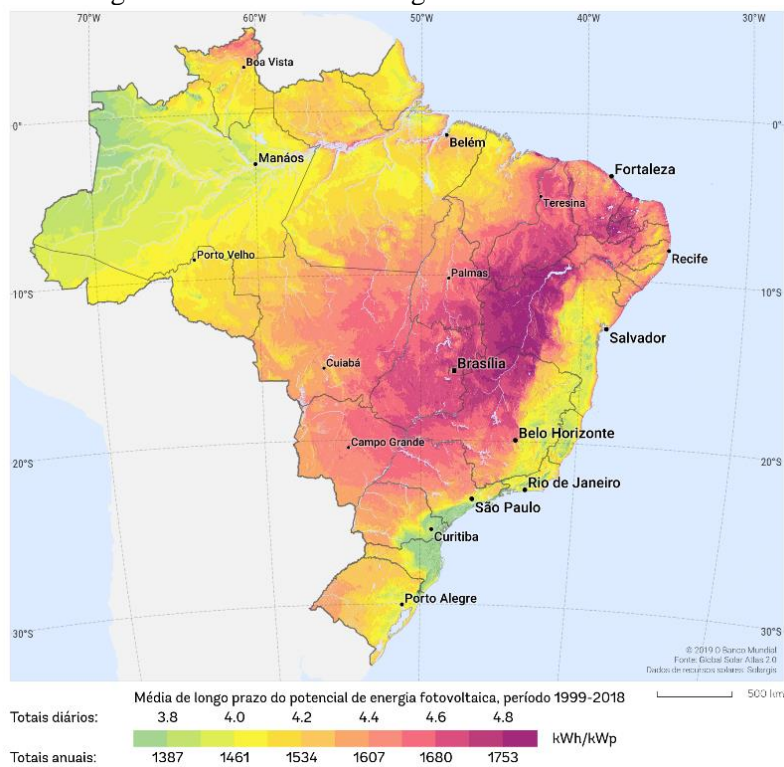 70°W 60°W 50°W 40°W 30°W
Boa Vista
0° 0°
Belém
Manáos
Fortaleza
Teresina
Porto Velho
Recife
Palmas
10°S 10°S
Salvador
Cuiabá
Brasília
Belo Horizonte
Campo Grande
20°S 20°S
Rio de Janeiro
São Paulo
Curitiba
Porto Alegre
30°S 30°S
© 2019 O Banco Mundial
Fonte: Global Solar Atlas 2.0
Dados de recursos solares: Solargis
Média de longo prazo do potencial de energia fotovoltaica, período 1999-2018
500 km
Totais diários: 3.8 4.0 4.2 4.4 4.6 4.8
kWh/kWp
Totais anuais: 1387 1461 1534 1607 1680 1753